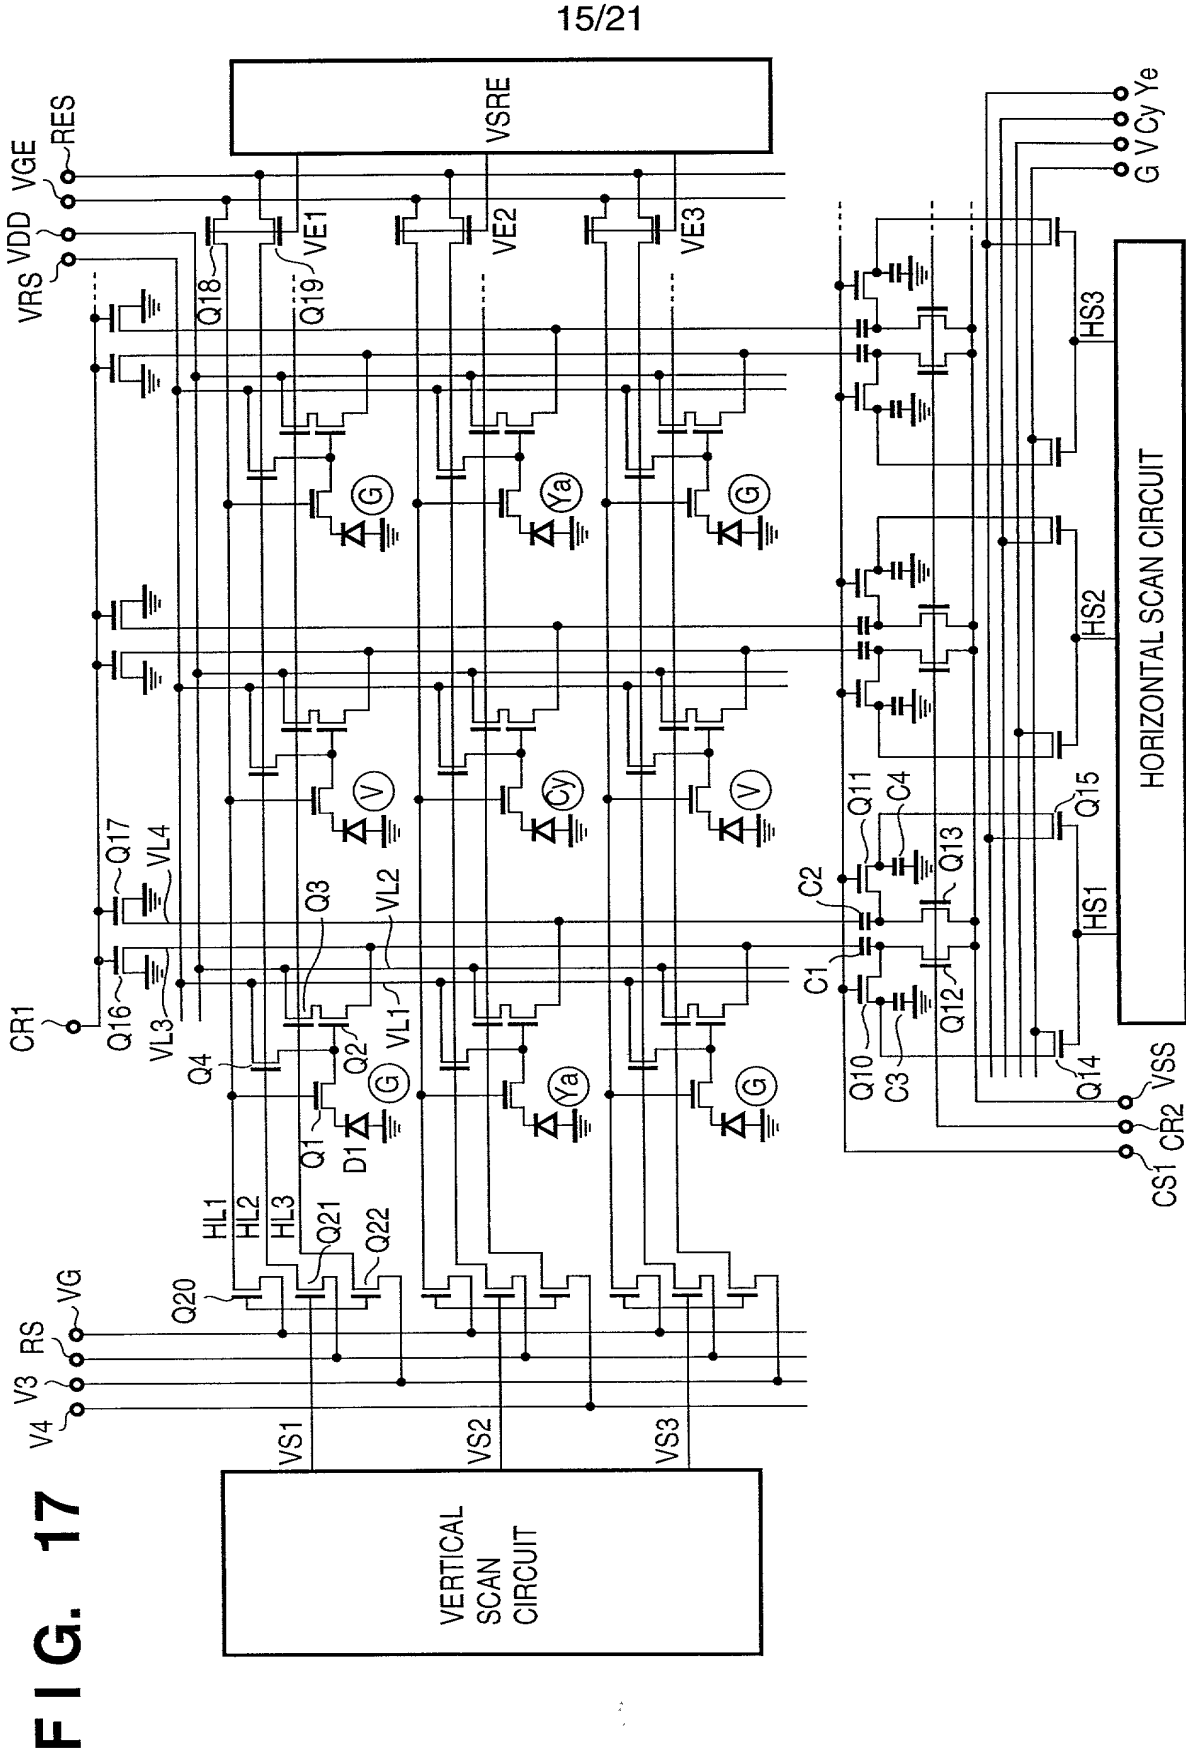 15/21
FIG. 17
V4
V3
RS
VG
CR1
VRS
VDD
VGE
RES
VERTICAL
SCAN
CIRCUIT
VS1
VS2
VS3
Q20
Q21
Q22
HL1
HL2
HL3
Q16
Q17
VL3
VL4
Q4
Q3
Q1
Q2
D1
VL1
VL2
G
V
G
Ya
Cy
Ya
G
V
G
Q18
Q19
VE1
VE2
VE3
VSRE
C1
C2
Q10
Q11
C3
C4
Q12
Q13
Q14
Q15
HS1
HS2
HS3
HORIZONTAL SCAN CIRCUIT
CS1
CR2
VSS
G
V
Cy
Ye